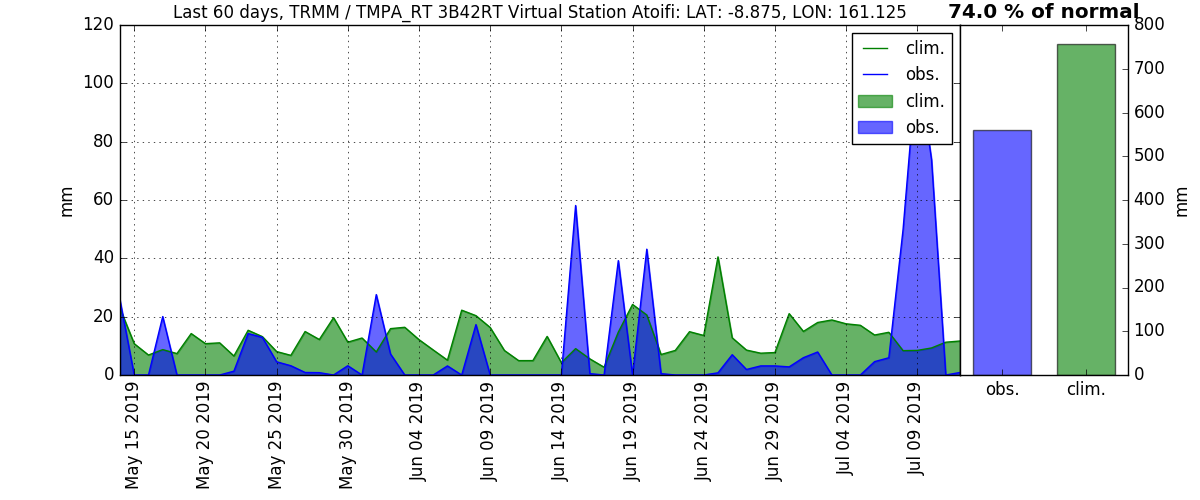 Last 60 days, TRMM / TMPA_RT 3B42RT Virtual Station Atoifi: LAT: -8.875, LON: 161.125
74.0 % of normal
120
100
80
60
40
20
0
mm
clim.
obs.
clim.
obs.
800
700
600
500
400
300
200
100
0
mm
May 15 2019
May 20 2019
May 25 2019
May 30 2019
Jun 04 2019
Jun 09 2019
Jun 14 2019
Jun 19 2019
Jun 24 2019
Jun 29 2019
Jul 04 2019
Jul 09 2019
obs.
clim.